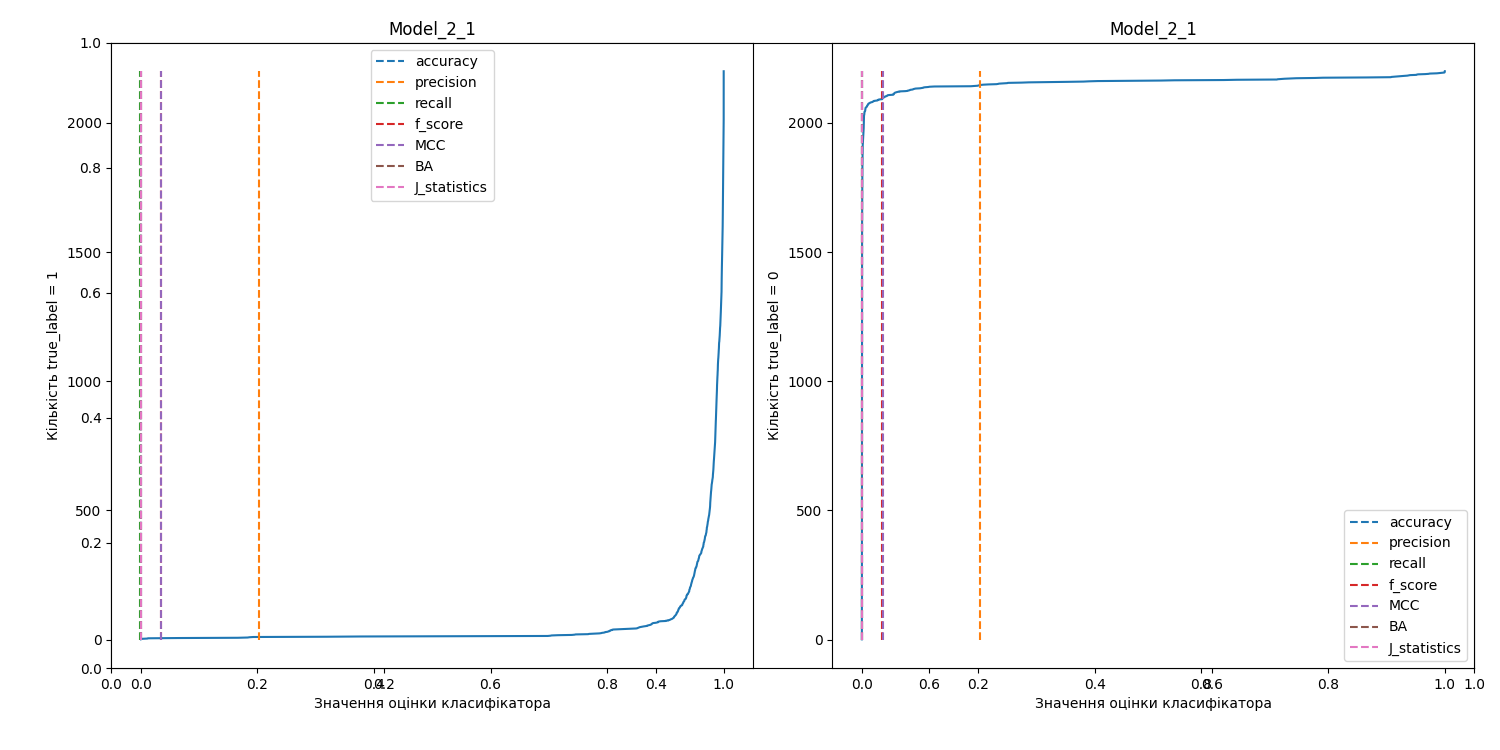 Model_2_1
Model_2_1
1.0
accuracy
precision
recall
f_score
MCC
BA
J_statistics
2000
0.8
1500
0.6
1000
0.4
500
0.2
0
0.0
Кількість true_label = 1
0.0 0.0 0.2 0.2 0.4 0.6 0.8 0.4 1.0
Значення оцінки класифікатора
2000
1500
1000
500
0
Кількість true_label = 0
accuracy
precision
recall
f_score
MCC
BA
J_statistics
0.0 0.6 0.2 0.4 0.8 0.6 0.8 1.0 1.0
Значення оцінки класифікатора